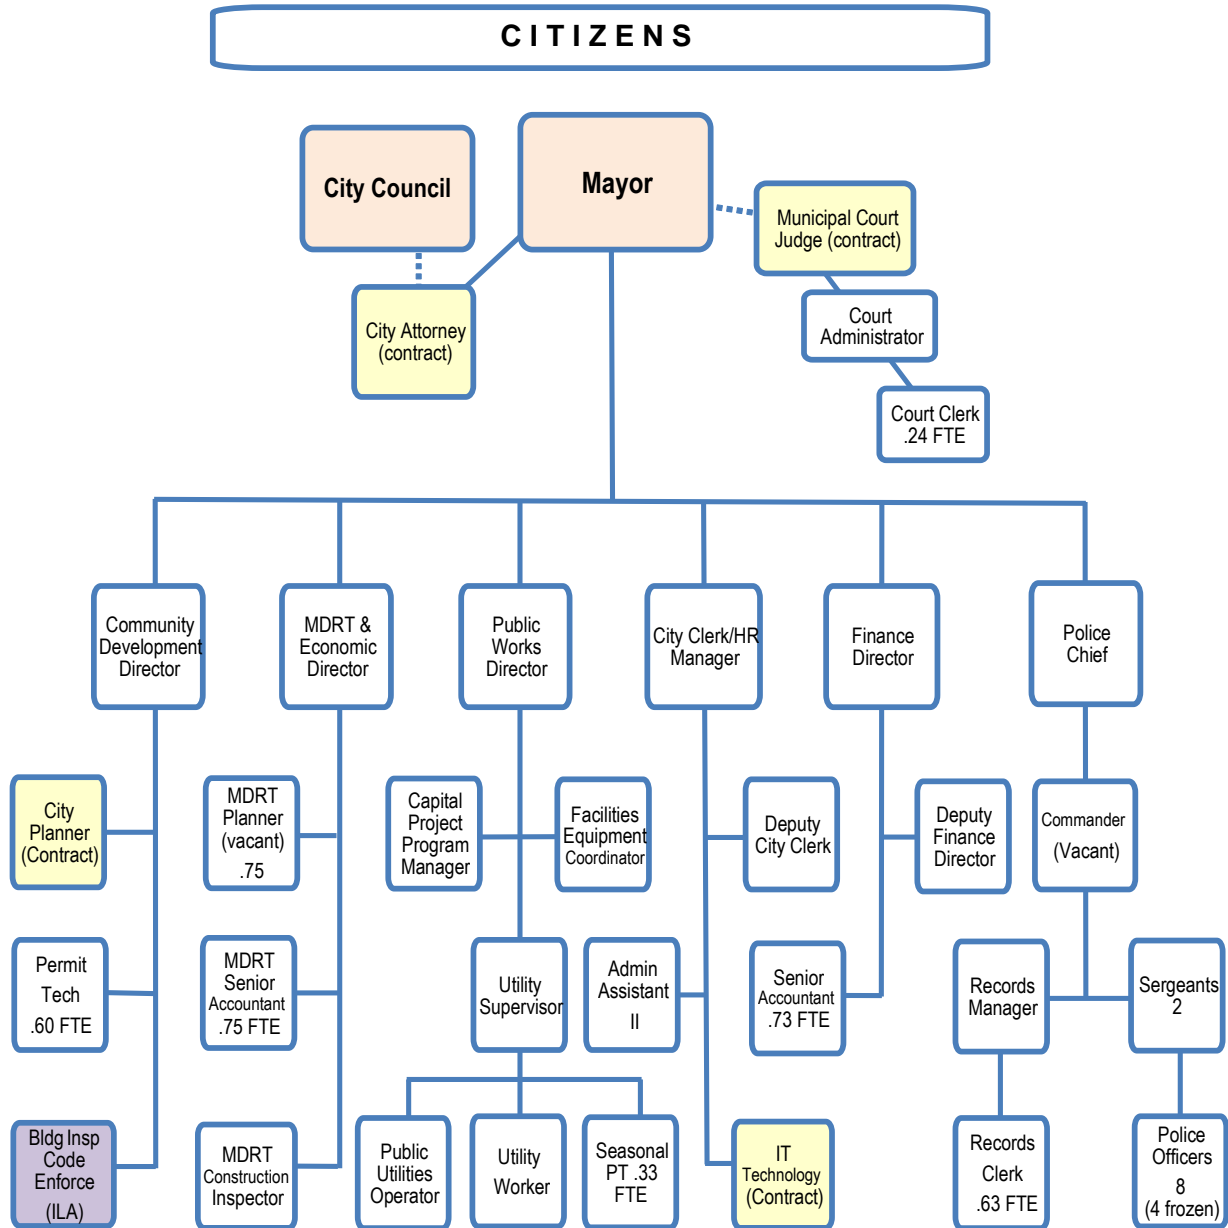 C I T I Z E N S
City Council
Mayor
Municipal Court
Judge (contract)
City Attorney
(contract)
Court
Administrator
Court Clerk
.24 FTE
Community
Development
Director
MDRT &
Economic
Director
Public
Works
Director
City Clerk/HR
Manager
Finance
Director
Police
Chief
City
Planner
(Contract)
MDRT
Planner
(vacant)
.75
Capital
Project
Program
Manager
Facilities
Equipment
Coordinator
Deputy
City Clerk
Deputy
Finance
Director
Commander
(Vacant)
Permit
Tech
.60 FTE
MDRT
Senior
Accountant
.75 FTE
Utility
Supervisor
Admin
Assistant
II
Senior
Accountant
.73 FTE
Records
Manager
Sergeants
2
Bldg Insp
Code
Enforce
(ILA)
MDRT
Construction
Inspector
Public
Utilities
Operator
Utility
Worker
Seasonal
PT .33
FTE
IT
Technology
(Contract)
Records
Clerk
.63 FTE
Police
Officers
8
(4 frozen)